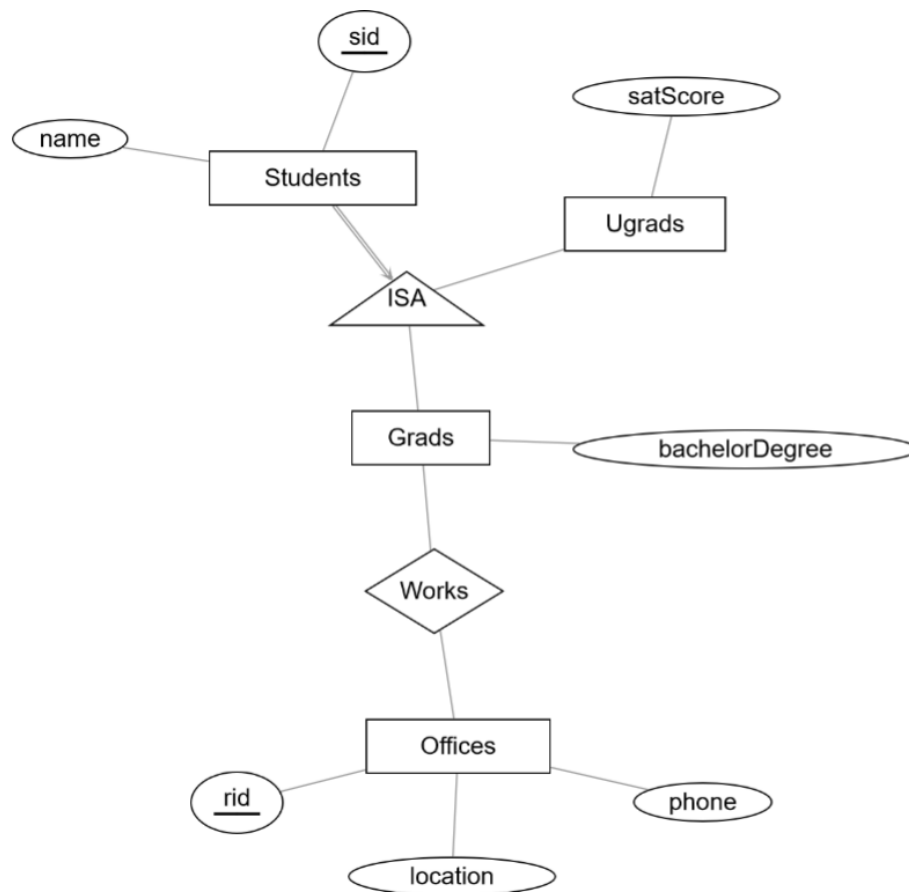 sid
satScore
name
Students
Ugrads
ISA
Grads
bachelorDegree
Works
Offices
rid
phone
location